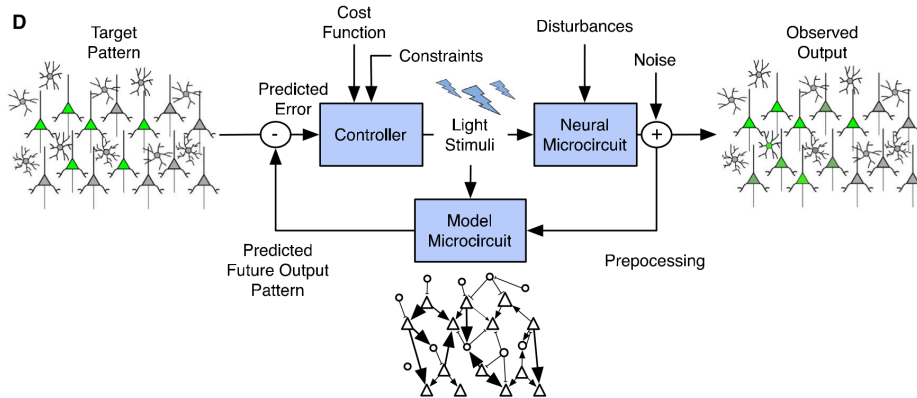 D
Target
Pattern
Cost
Function
Constraints
Disturbances
Observed
Output
Noise
Predicted
Error
-
Controller
Light
Stimuli
Neural
Microcircuit
+
Model
Microcircuit
Predicted
Future Output
Pattern
Prepocessing